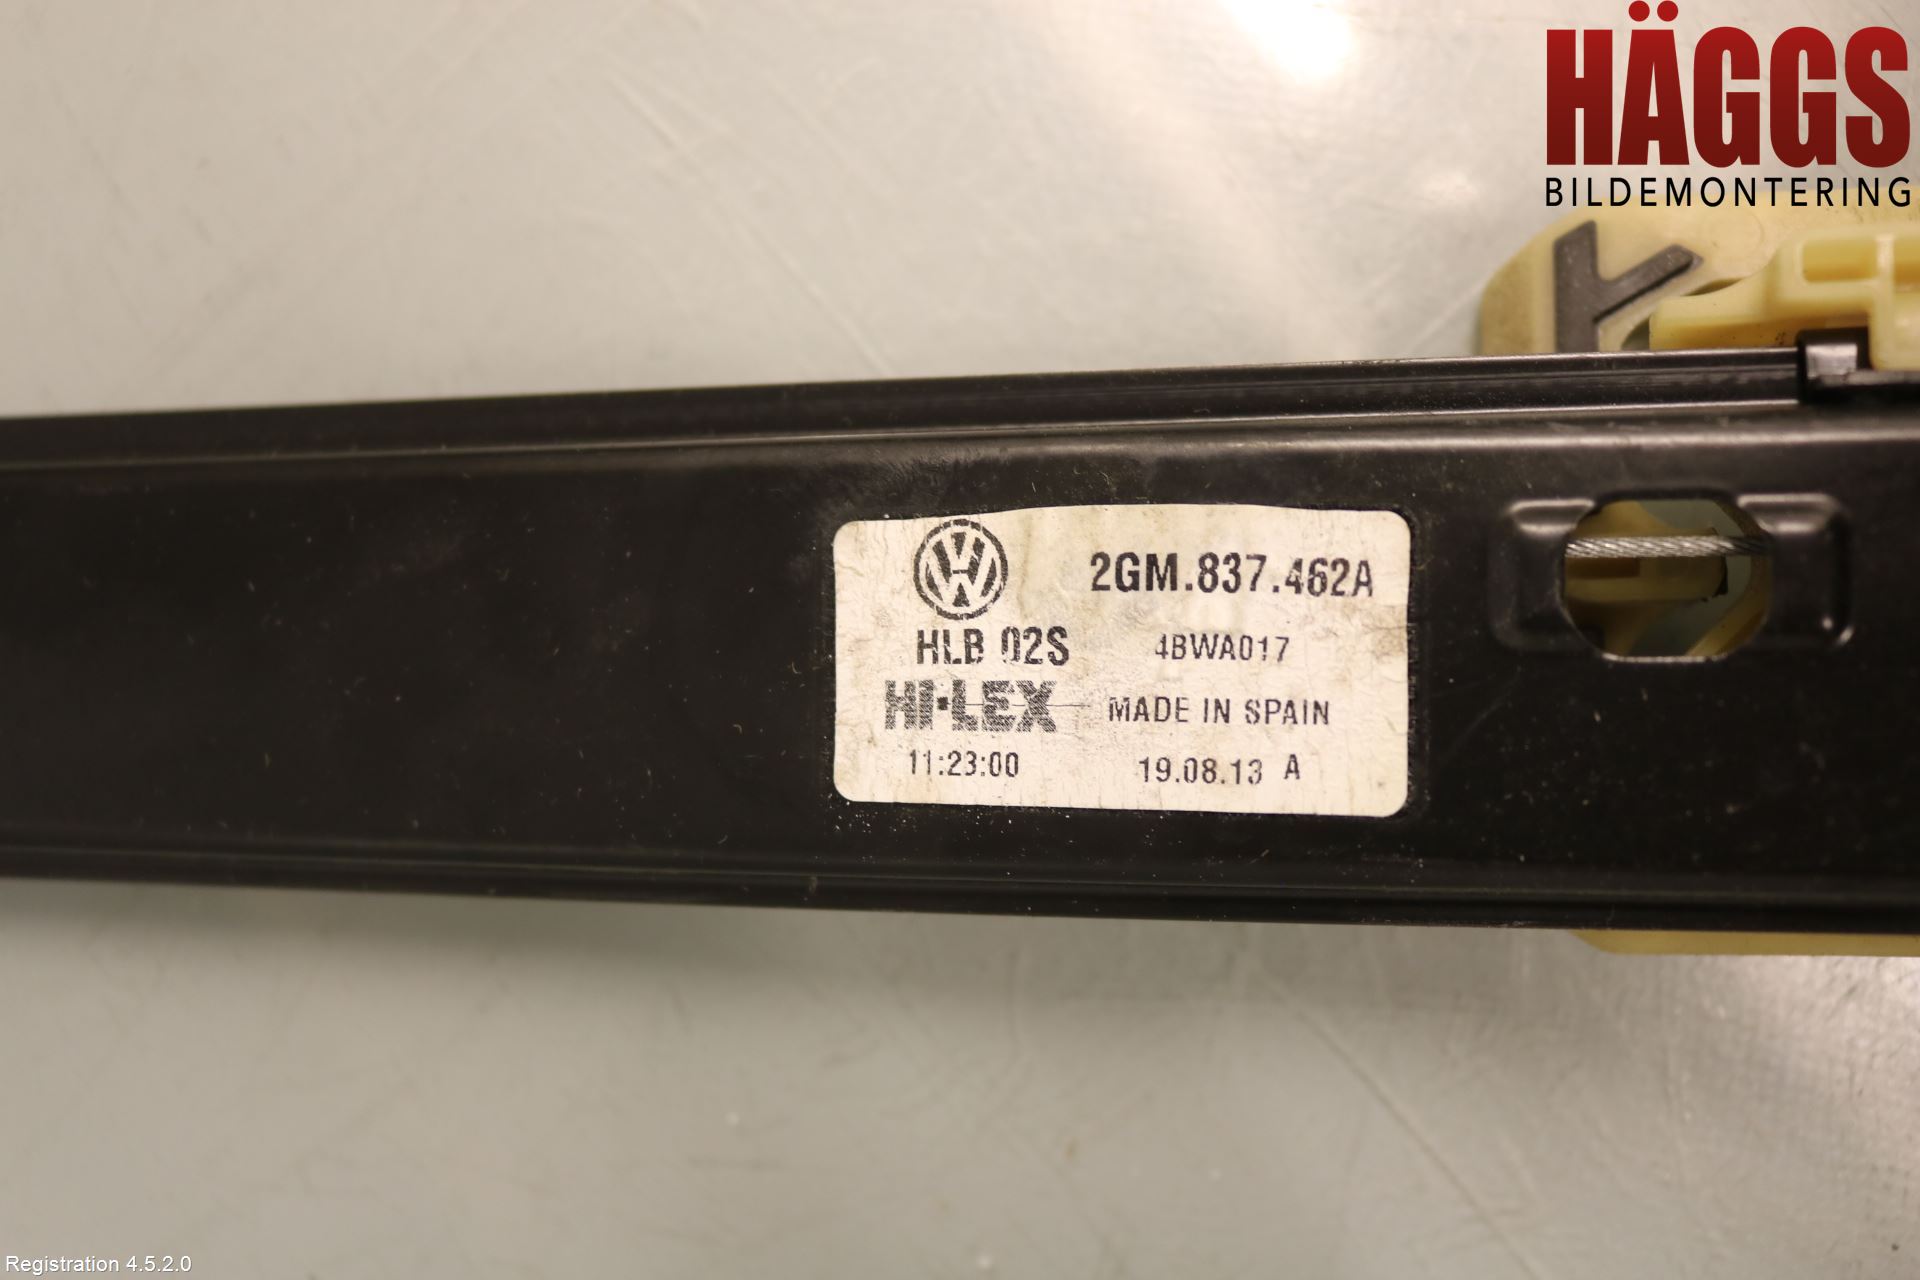 HÄGGS
BILDEMONTERING
2GM.837.462A
HLB 02S 4BWA017
HI-LEX MADE IN SPAIN
11:23:00 19.08.13 A
Registration 4.5.2.0